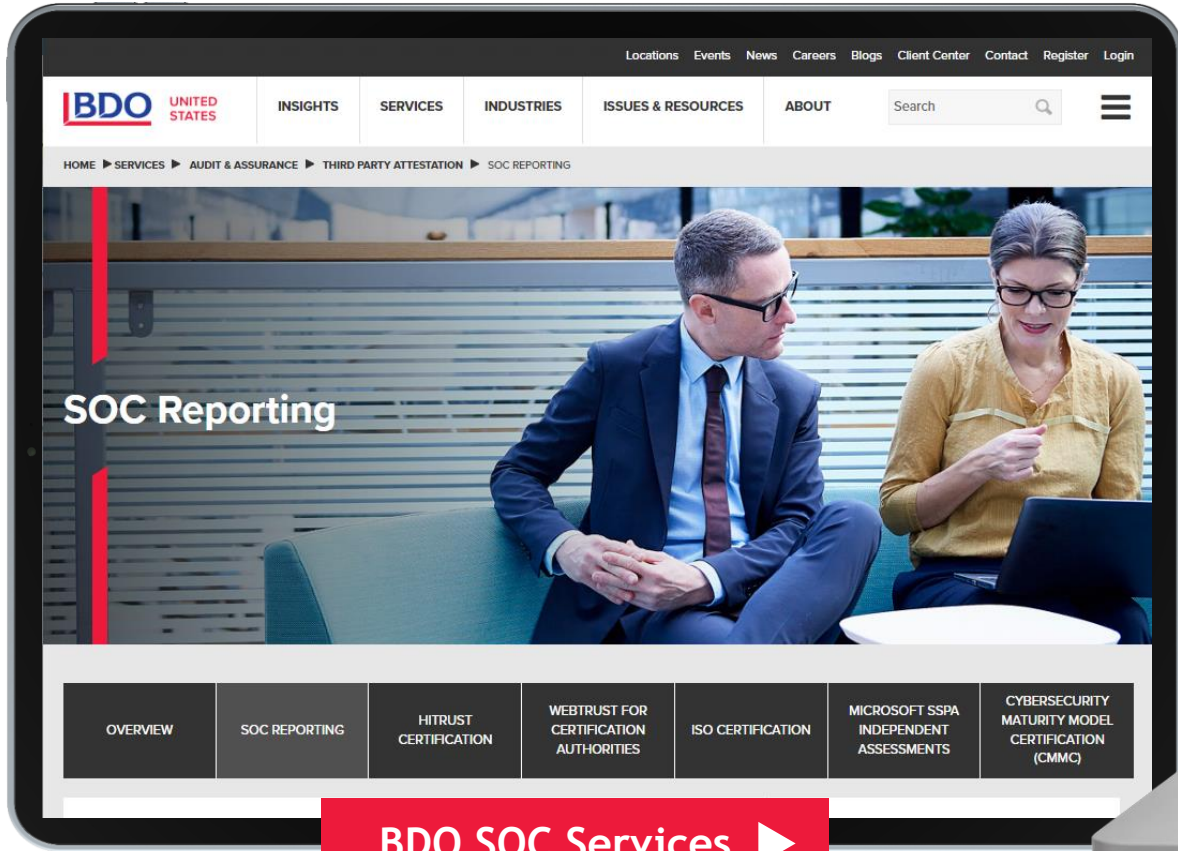 Locations Events News Careers Blogs Client Center Contact Register Login
BDO UNITED STATES
INSIGHTS SERVICES INDUSTRIES ISSUES & RESOURCES ABOUT Search
HOME ▶ SERVICES ▶ AUDIT & ASSURANCE ▶ THIRD PARTY ATTESTATION ▶ SOC REPORTING
SOC Reporting
OVERVIEW
SOC REPORTING
HITRUST
CERTIFICATION
WEBTRUST FOR
CERTIFICATION
AUTHORITIES
ISO CERTIFICATION
MICROSOFT SSPA
INDEPENDENT
ASSESSMENTS
CYBERSECURITY
MATURITY MODEL
CERTIFICATION
(CMMC)
BDO SOC Services ▶